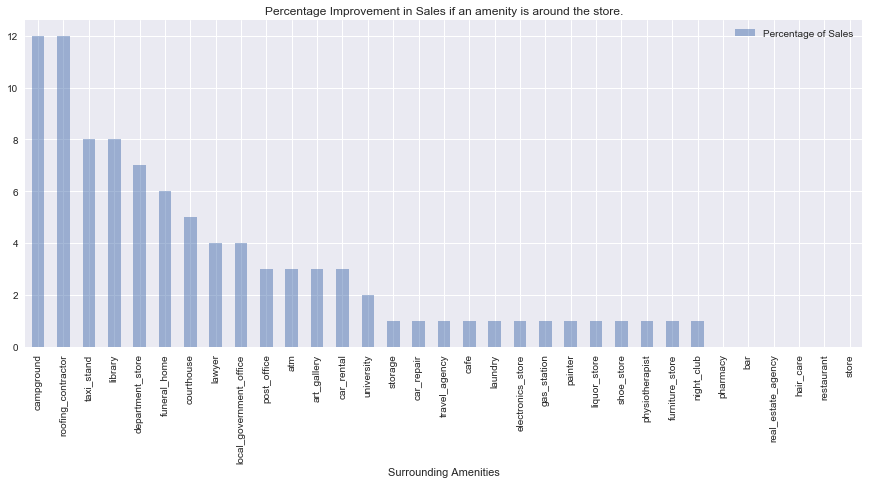 Percentage Improvement in Sales if an amenity is around the store.
Percentage of Sales
12
10
8
6
4
2
0
campground
roofing_contractor
taxi_stand
library
department_store
funeral_home
courthouse
lawyer
local_government_office
post_office
atm
art_gallery
car_rental
university
storage
car_repair
travel_agency
cafe
laundry
electronics_store
gas_station
painter
liquor_store
shoe_store
physiotherapist
furniture_store
night_club
pharmacy
bar
real_estate_agency
hair_care
restaurant
store
Surrounding Amenities